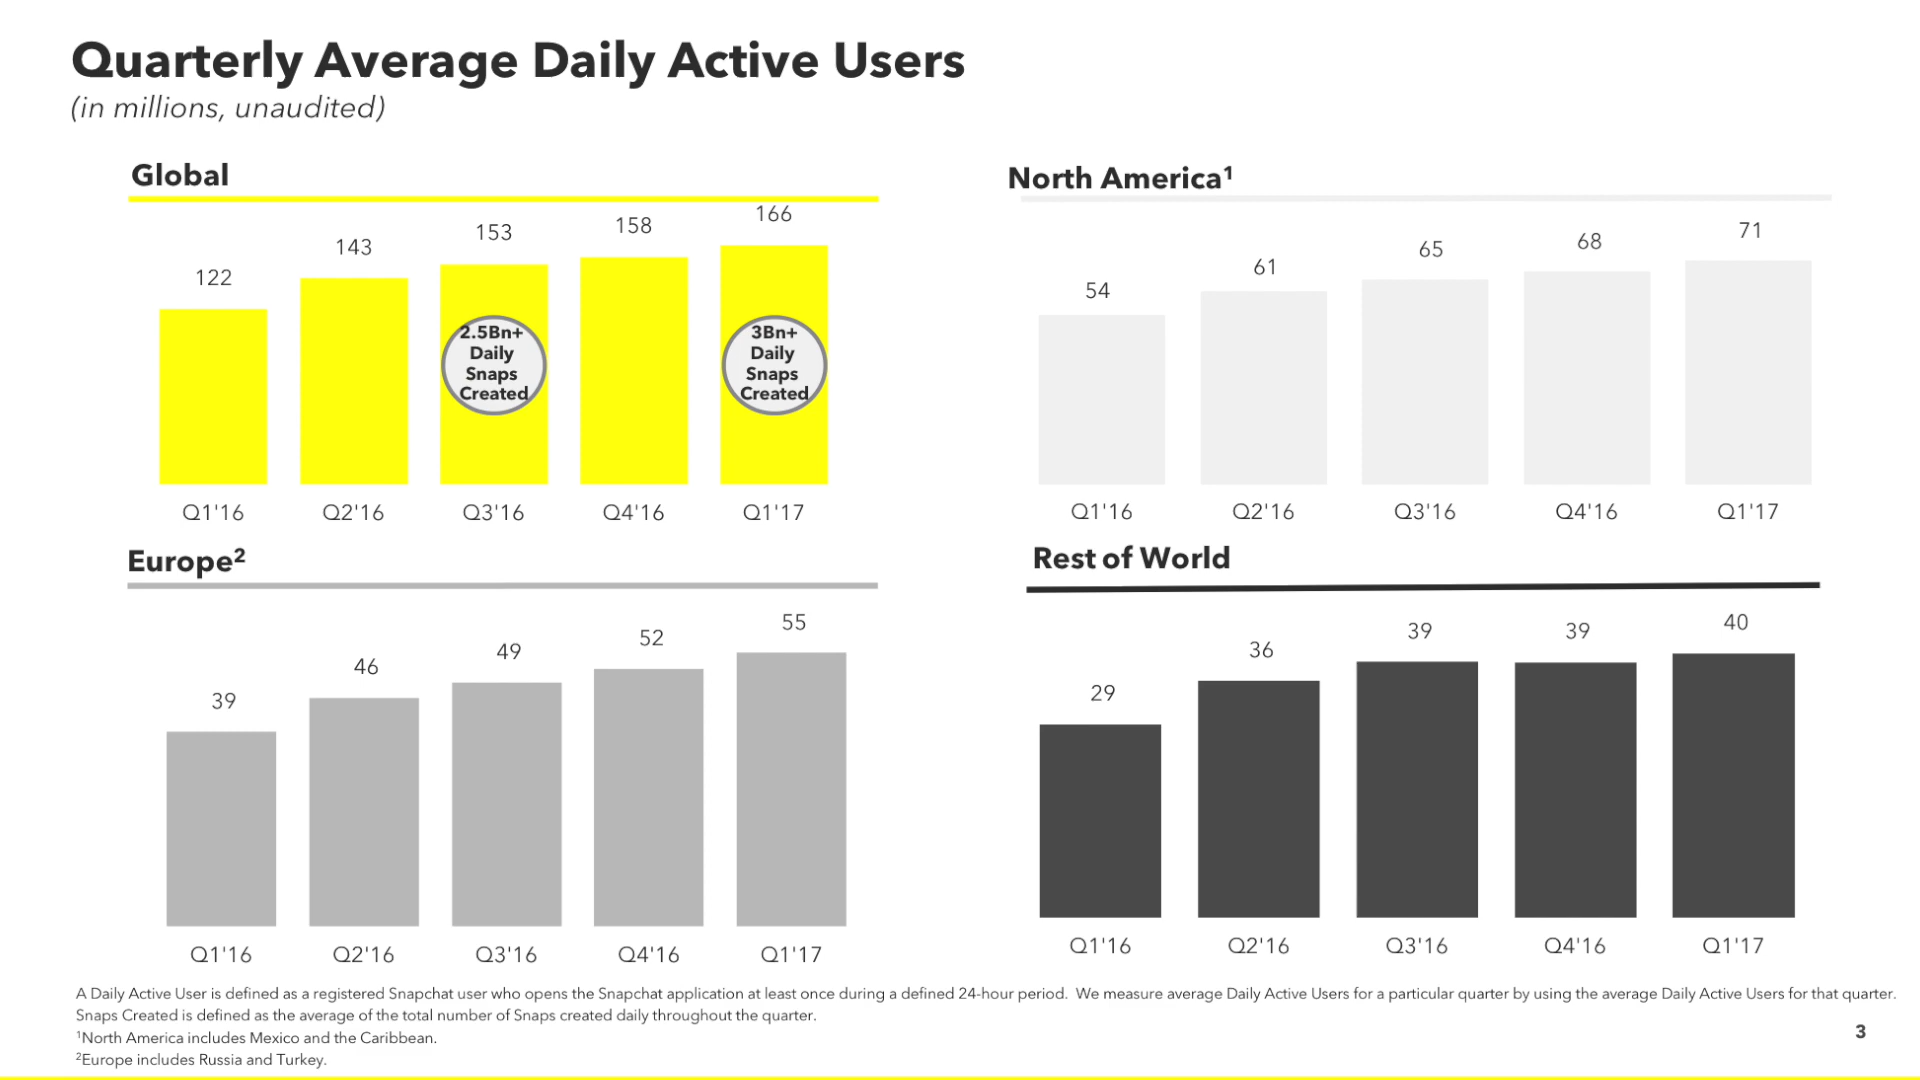 Quarterly Average Daily Active Users
(in millions, unaudited)
Global
122
143
153
158
166
2.5Bn+
Daily
Snaps
Created
3Bn+
Daily
Snaps
Created
Q1'16
Q2'16
Q3'16
Q4'16
Q1'17
North America¹
54
61
65
68
71
Q1'16
Q2'16
Q3'16
Q4'16
Q1'17
Europe²
39
46
49
52
55
Q1'16
Q2'16
Q3'16
Q4'16
Q1'17
Rest of World
29
36
39
39
40
Q1'16
Q2'16
Q3'16
Q4'16
Q1'17
A Daily Active User is defined as a registered Snapchat user who opens the Snapchat application at least once during a defined 24-hour period. We measure average Daily Active Users for a particular quarter by using the average Daily Active Users for that quarter.
Snaps Created is defined as the average of the total number of Snaps created daily throughout the quarter.
¹North America includes Mexico and the Caribbean.
²Europe includes Russia and Turkey.
3